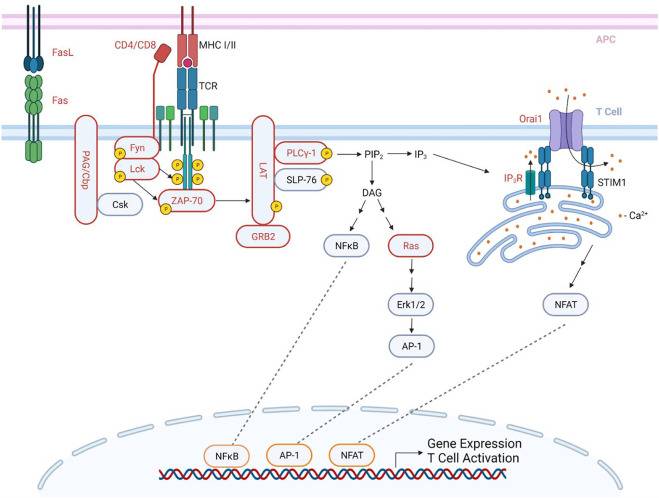 APC
FasL
CD4/CD8
MHC I/II
TCR
Fas
T Cell
Orai1
PAG/Cbp
Fyn
P
Lck
P
P
P
P
P
P
P
ZAP-70
P
Csk
LAT
PLCγ-1
P
SLP-76
P
P
GRB2
PIP2
IP3
DAG
NFκB
Ras
Erk1/2
AP-1
IP3R
STIM1
- Ca2+
NFAT
NFκB
AP-1
NFAT
Gene Expression
T Cell Activation